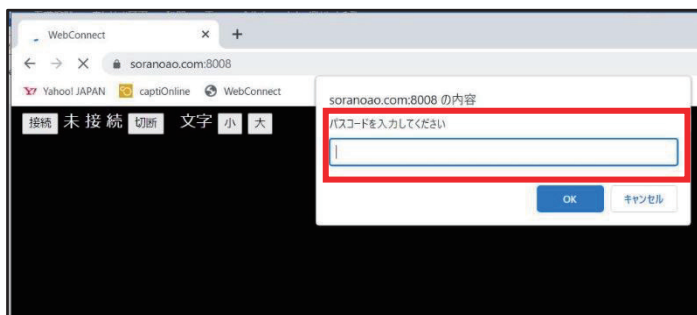 WebConnect
soranoao.com:8008
Yahoo! JAPAN captiOnline WebConnect
接続 未接続 切断 文字 小 大
soranoao.com:8008 の内容
パスコードを入力してください
OK キャンセル